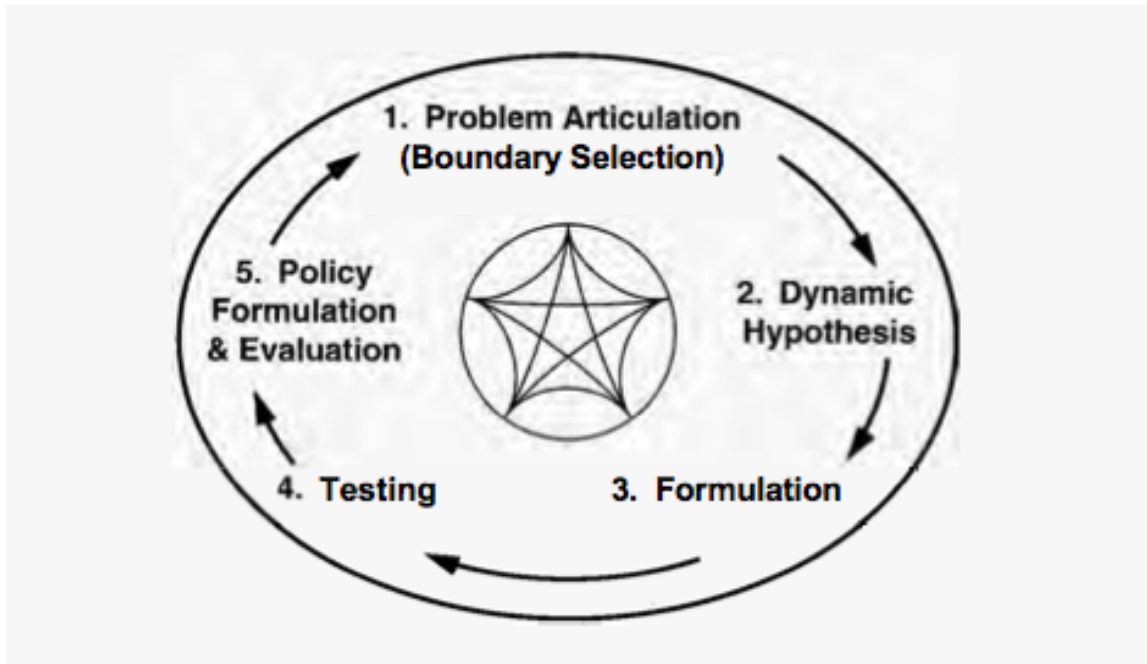 1. Problem Articulation
(Boundary Selection)
2. Dynamic
Hypothesis
3. Formulation
4. Testing
5. Policy
Formulation
& Evaluation